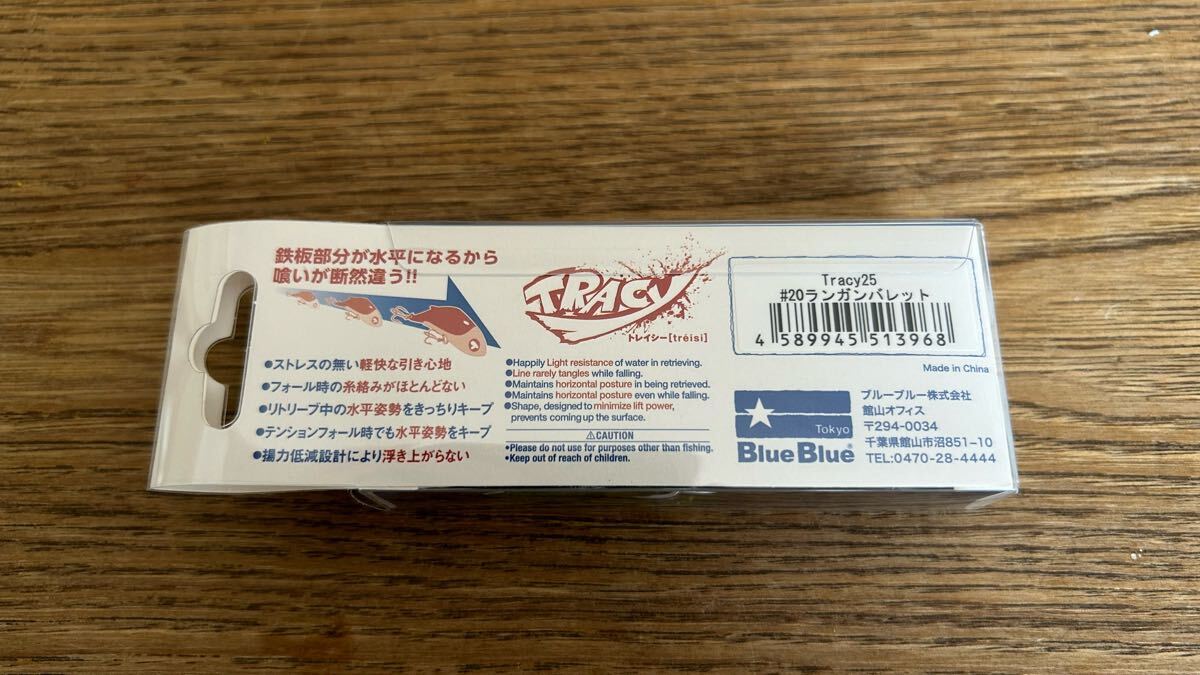 鉄板部分が水平になるから
喰いが断然違う!!
●ストレスの無い軽快な引き心地
●フォール時の糸絡みがほとんどない
●リトリーブ中の水平姿勢をきっちりキープ
●テンションフォール時でも水平姿勢をキープ
●揚力低減設計により浮き上がらない
TRACY
トレイシー[tréisi]
●Happily Light resistance of water in retrieving.
●Line rarely tangles while falling.
●Maintains horizontal posture in being retrieved.
●Maintains horizontal posture even while falling.
●Shape, designed to minimize lift power,
prevents coming up the surface.
⚠CAUTION
•Please do not use for purposes other than fishing.
•Keep out of reach of children.
Tracy25
#20ランガンバレット
4 589945 513968
Made in China
Tokyo
BlueBlue®
ブルーブルー株式会社
館山オフィス
〒294-0034
千葉県館山市沼851-10
TEL:0470-28-4444